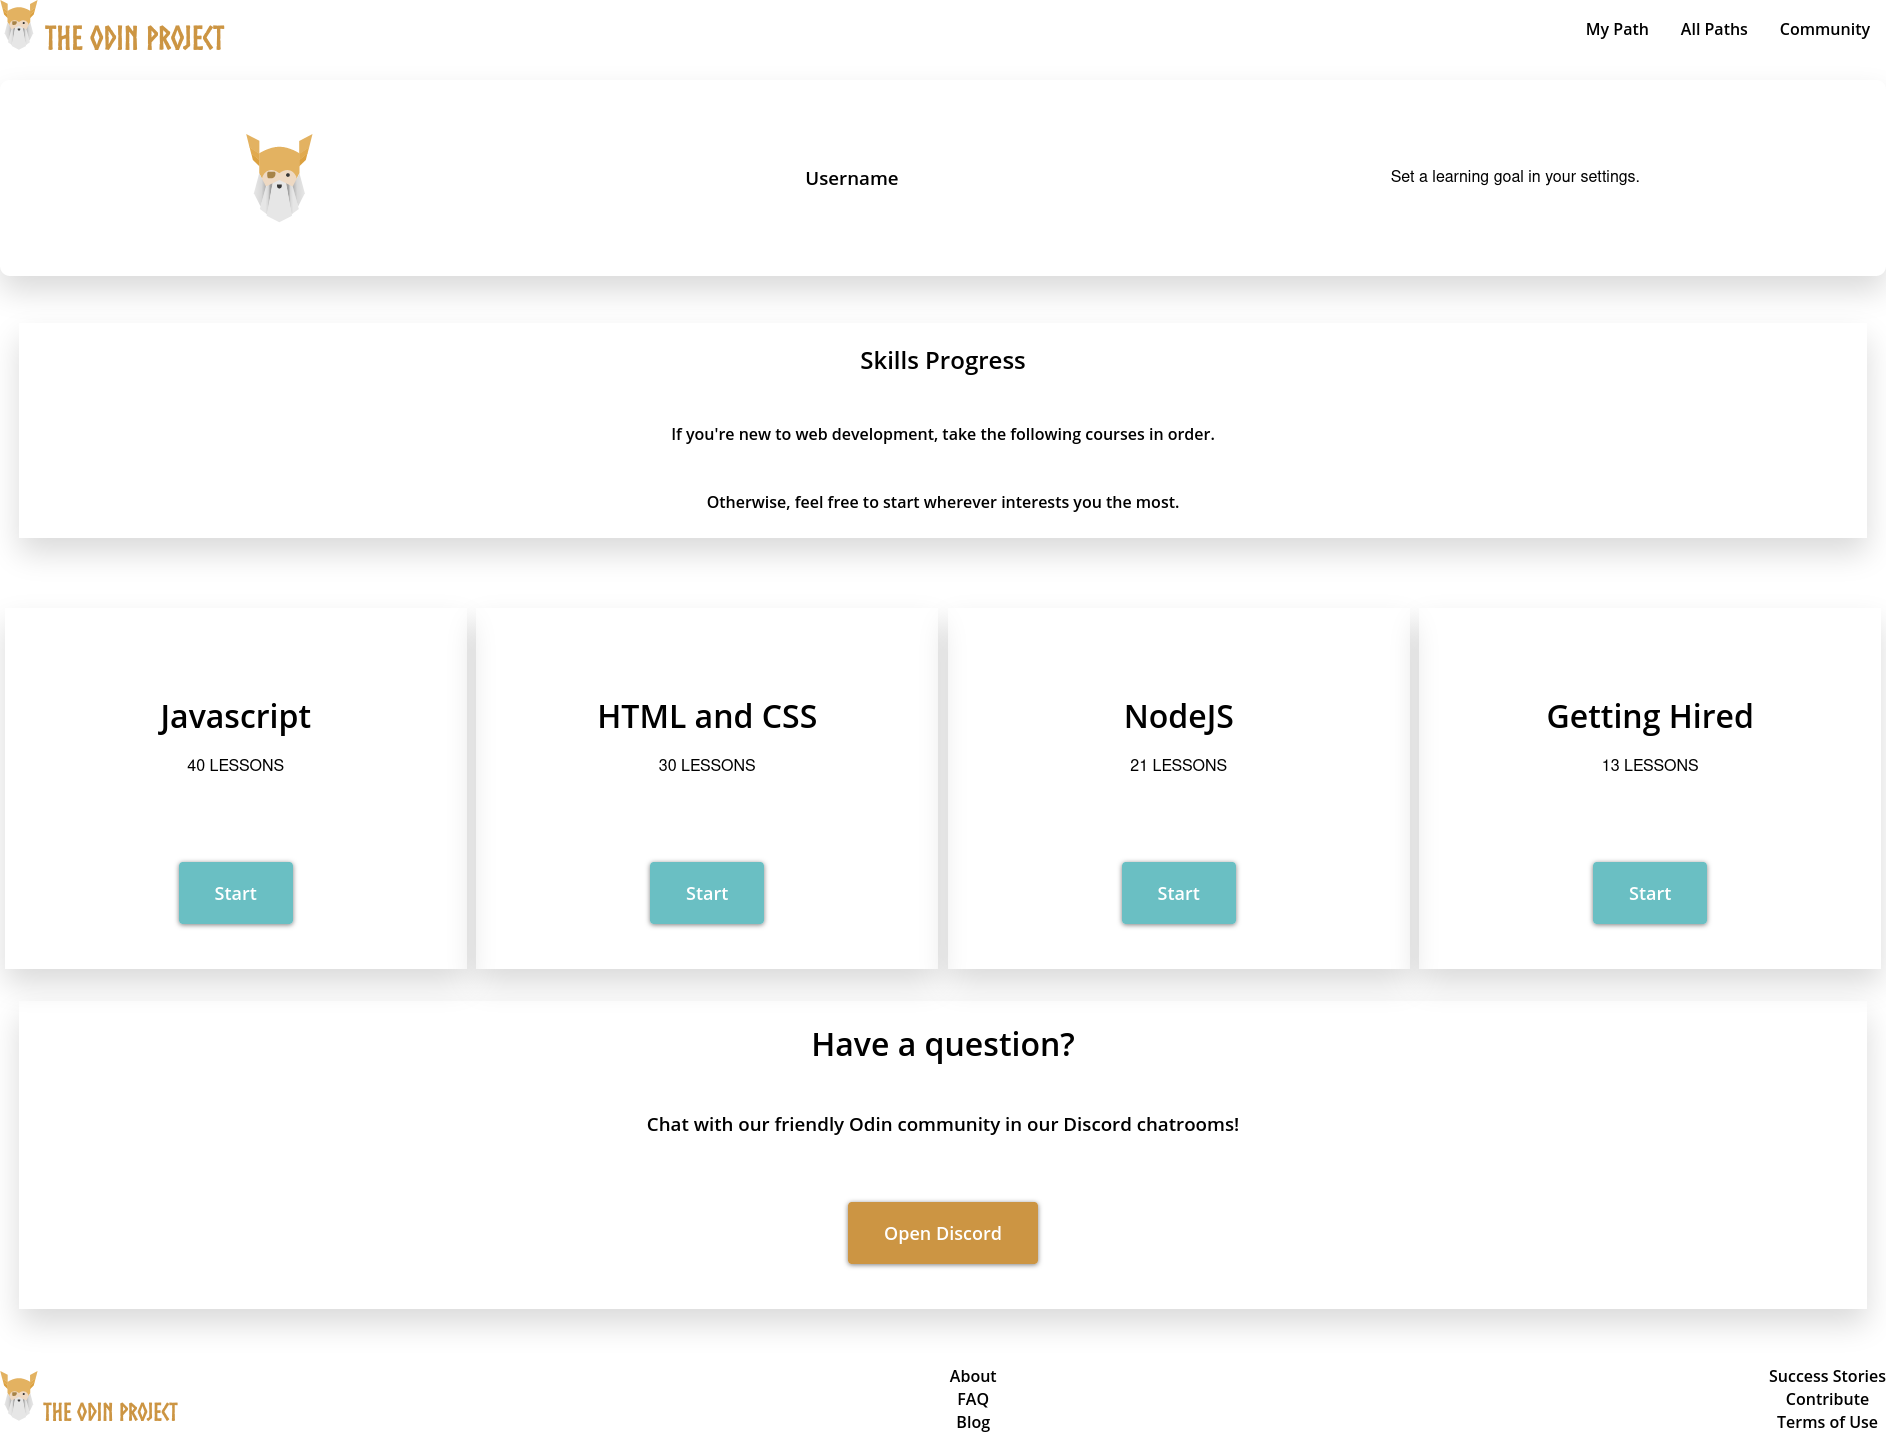 THE ODIN PROJECT
My Path
All Paths
Community
Username
Set a learning goal in your settings.
Skills Progress
If you're new to web development, take the following courses in order.
Otherwise, feel free to start wherever interests you the most.
Javascript
40 LESSONS
Start
HTML and CSS
30 LESSONS
Start
NodeJS
21 LESSONS
Start
Getting Hired
13 LESSONS
Start
Have a question?
Chat with our friendly Odin community in our Discord chatrooms!
Open Discord
THE ODIN PROJECT
About
FAQ
Blog
Success Stories
Contribute
Terms of Use